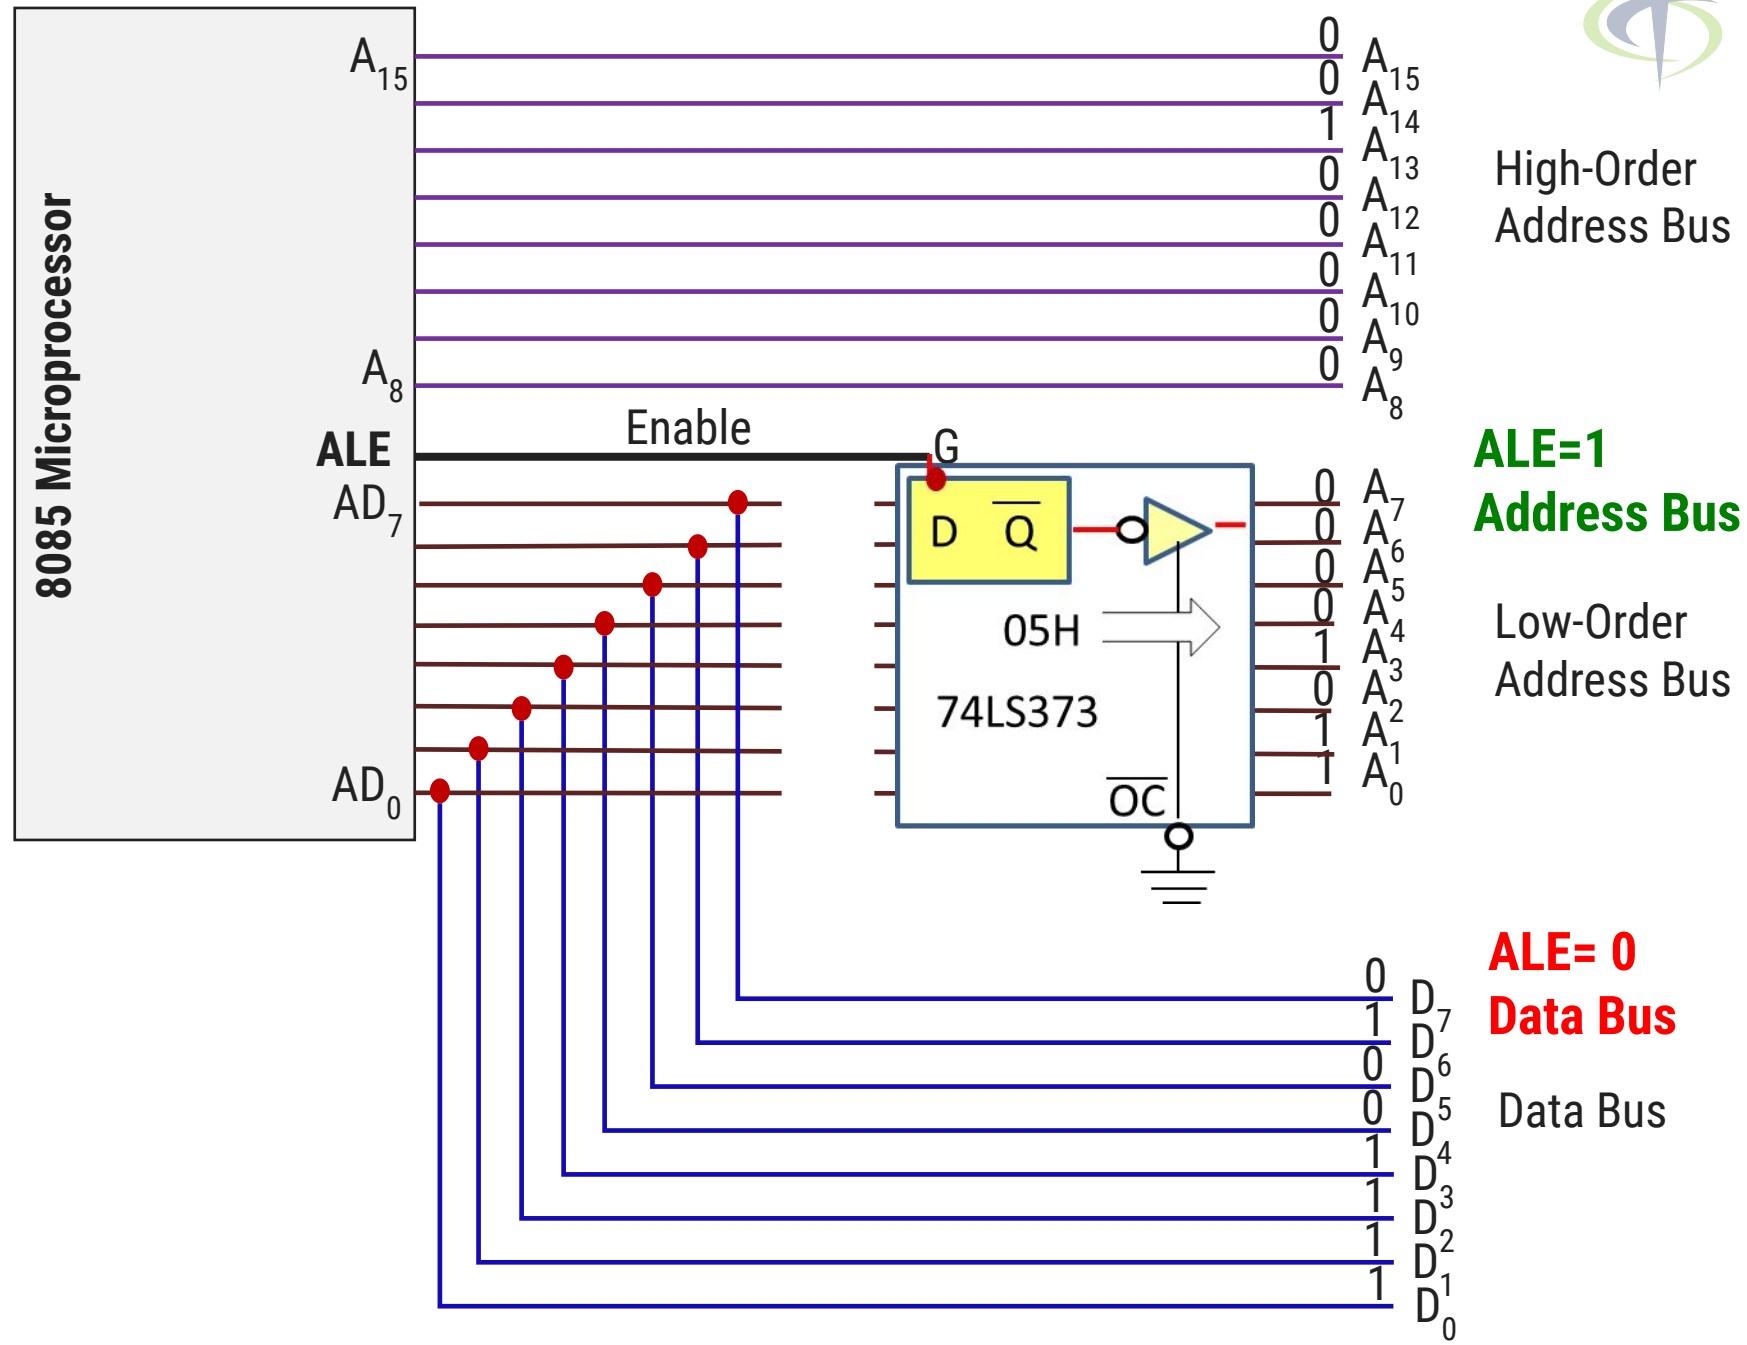 8085 Microprocessor
A15
A8
ALE
AD7
AD0
Enable
G
D Q
05H
74LS373
OC
0 A15
0 A14
1 A13
0 A12
0 A11
0 A10
0 A9
0 A8
High-Order
Address Bus
ALE=1
Address Bus
0 A7
0 A6
0 A5
0 A4
1 A3
0 A2
1 A1
1 A0
Low-Order
Address Bus
ALE= 0
Data Bus
0 D7
1 D6
0 D5
0 D4
1 D3
1 D2
1 D1
1 D0
Data Bus